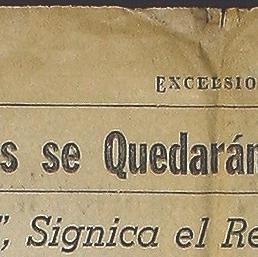 EXCELSIO
s se Quedarán
", Signica el Re